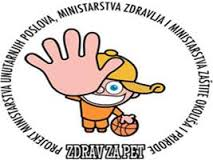 PROJEKT MINISTARSTVA UNUTARNJIH POSLOVA, MINISTARSTVA ZDRAVLJA I MINISTARSTVA ZAŠTITE OKOLIŠA I PRIRODE
ZDRAV ZA PET